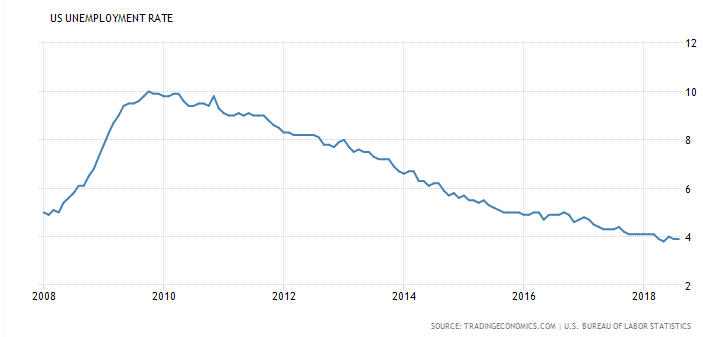 US UNEMPLOYMENT RATE
12
10
8
6
4
2
2008 2010 2012 2014 2016 2018
SOURCE: TRADINGECONOMICS.COM | U.S. BUREAU OF LABOR STATISTICS